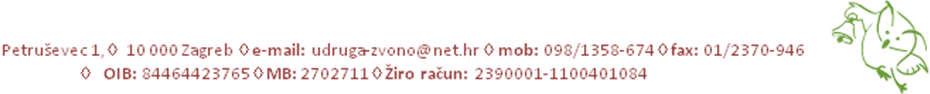 Petruševec 1, ◊ 10 000 Zagreb ◊ e-mail: udruga-zvono@net.hr ◊ mob: 098/1358-674 ◊ fax: 01/2370-946
◊ OIB: 84464423765 ◊ MB: 2702711 ◊ Žiro račun: 2390001-1100401084